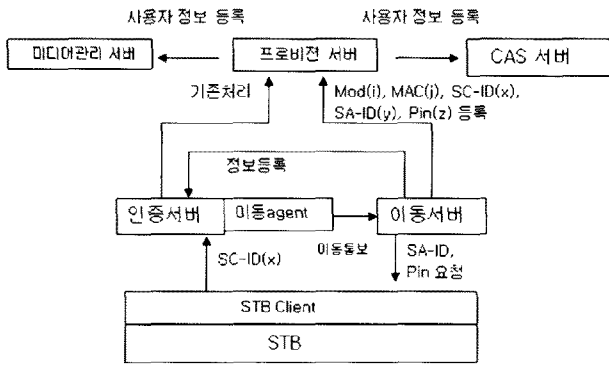 사용자 정보 등록
사용자 정보 등록
미디어관리 서버
프로비젼 서버
CAS 서버
기존처리
Mod(i), MAC(j), SC-ID(x),
SA-ID(y), Pin(z) 등록
정보등록
인증서버
이동agent
이동서버
이동통보
SC-ID(x)
SA-ID,
Pin 요청
STB Client
STB